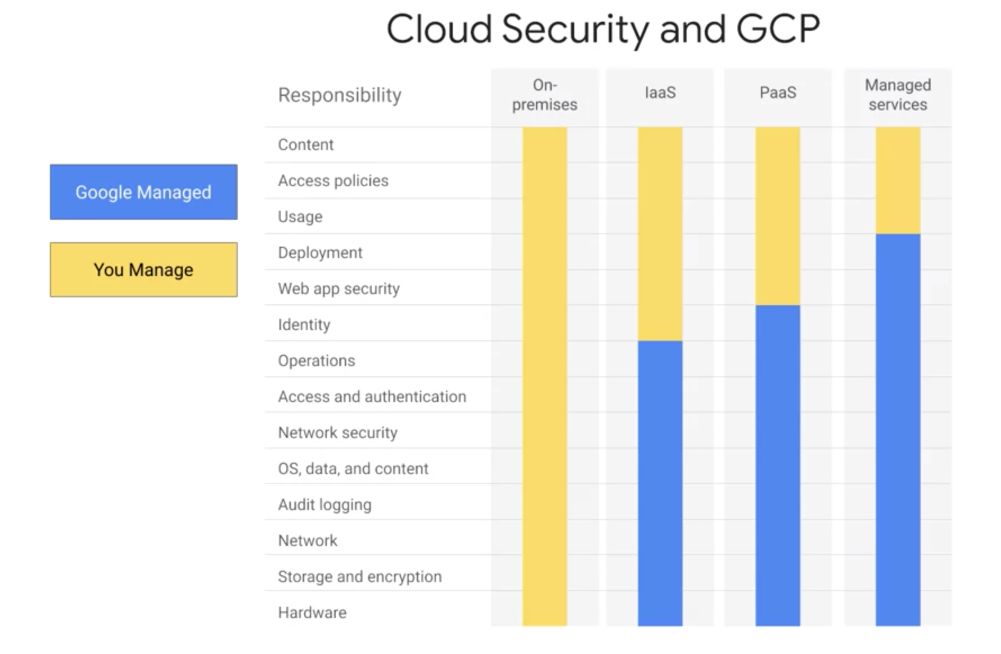 Cloud Security and GCP
Responsibility
On-
premises
IaaS
PaaS
Managed
services
Google Managed
You Manage
Content
Access policies
Usage
Deployment
Web app security
Identity
Operations
Access and authentication
Network security
OS, data, and content
Audit logging
Network
Storage and encryption
Hardware